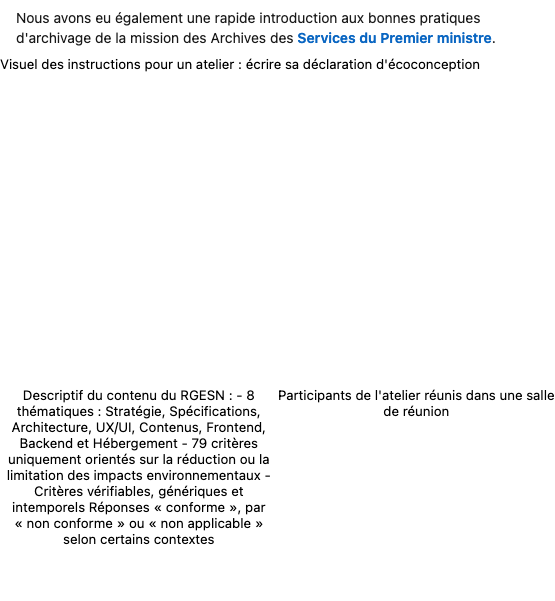 Nous avons eu également une rapide introduction aux bonnes pratiques
d'archivage de la mission des Archives des Services du Premier ministre.
Visuel des instructions pour un atelier : écrire sa déclaration d'écoconception
Descriptif du contenu du RGESN : - 8
thématiques : Stratégie, Spécifications,
Architecture, UX/UI, Contenus, Frontend,
Backend et Hébergement - 79 critères
uniquement orientés sur la réduction ou la
limitation des impacts environnementaux -
Critères vérifiables, génériques et
intemporels Réponses « conforme », par
« non conforme » ou « non applicable »
selon certains contextes
Participants de l'atelier réunis dans une salle
de réunion